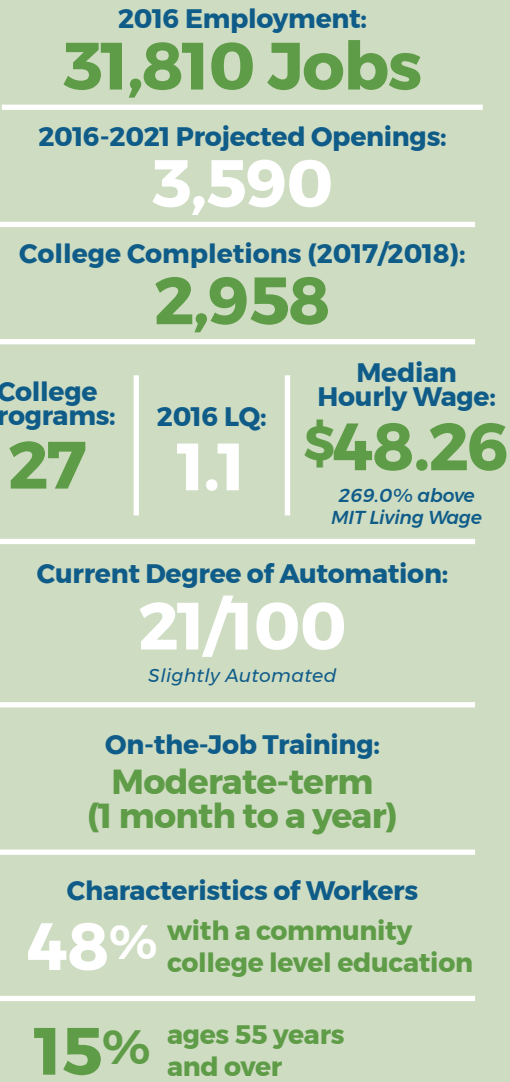 2016 Employment:
31,810 Jobs
2016-2021 Projected Openings:
3,590
College Completions (2017/2018):
2,958
College
rograms:
27
2016 LQ:
1.1
Median
Hourly Wage:
$48.26
269.0% above
MIT Living Wage
Current Degree of Automation:
21/100
Slightly Automated
On-the-Job Training:
Moderate-term
(1 month to a year)
Characteristics of Workers
48% with a community
college level education
15% ages 55 years
and over